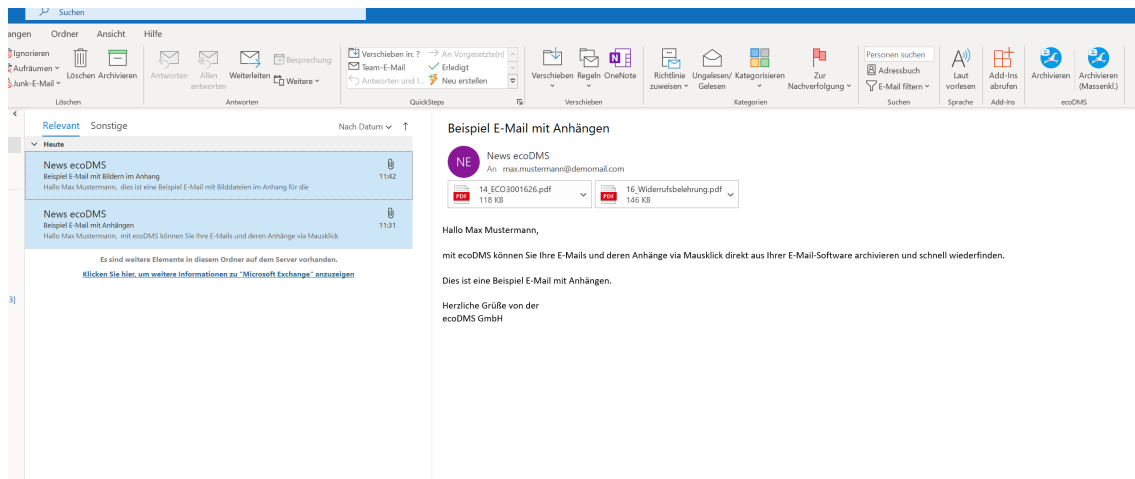 Suchen
angen Ordner Ansicht Hilfe
Ignorieren
Aufräumen
Junk-E-Mail
Löschen Archivieren
Löschen
Antworten
Allen
antworten
Weiterleiten
Besprechung
Weitere
Antworten
Verschieben in: ?
Team-E-Mail
Antworten und l...
An Vorgesetzte(n)
Erledigt
Neu erstellen
QuickSteps
Verschieben Regeln OneNote
Verschieben
Richtlinie
zuweisen
Ungelesen/
Gelesen
Kategorisieren
Zur
Nachverfolgung
Kategorien
Personen suchen
Adressbuch
E-Mail filtern
Suchen
Laut
vorlesen
Sprache
Add-Ins
abrufen
Add-Ins
Archivieren
Archivieren
(Massenkl.)
ecoDMS
Relevant Sonstige
Nach Datum
Heute
News ecoDMS
Beispiel E-Mail mit Bildern im Anhang 11:42
Hallo Max Mustermann, dies ist eine Beispiel E-Mail mit Bilddateien im Anhang für die
News ecoDMS
Beispiel E-Mail mit Anhängen 11:31
Hallo Max Mustermann, mit ecoDMS können Sie Ihre E-Mails und deren Anhänge via Mausklick
Es sind weitere Elemente in diesem Ordner auf dem Server vorhanden.
Klicken Sie hier, um weitere Informationen zu "Microsoft Exchange" anzuzeigen
3]
Beispiel E-Mail mit Anhängen
NE
News ecoDMS
An max.mustermann@demomail.com
PDF
14_ECO3001626.pdf
118 KB
PDF
16_Widerrufsbelehrung.pdf
146 KB
Hallo Max Mustermann,
mit ecoDMS können Sie Ihre E-Mails und deren Anhänge via Mausklick direkt aus Ihrer E-Mail-Software archivieren und schnell wiederfinden.
Dies ist eine Beispiel E-Mail mit Anhängen.
Herzliche Grüße von der
ecoDMS GmbH